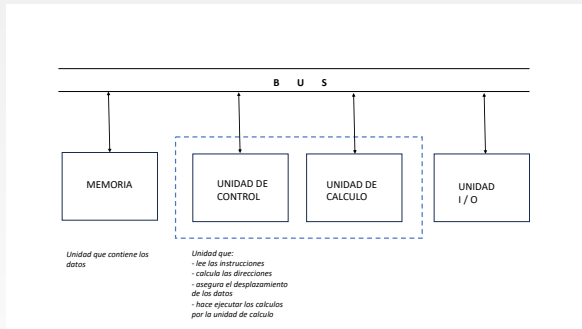 B U S
MEMORIA
UNIDAD DE
CONTROL
UNIDAD DE
CALCULO
UNIDAD
I / O
Unidad que contiene los
datos
Unidad que:
- lee las instrucciones
- calcula las direcciones
- asegura el desplazamiento
de los datos
- hace ejecutar los calculos
por la unidad de calculo